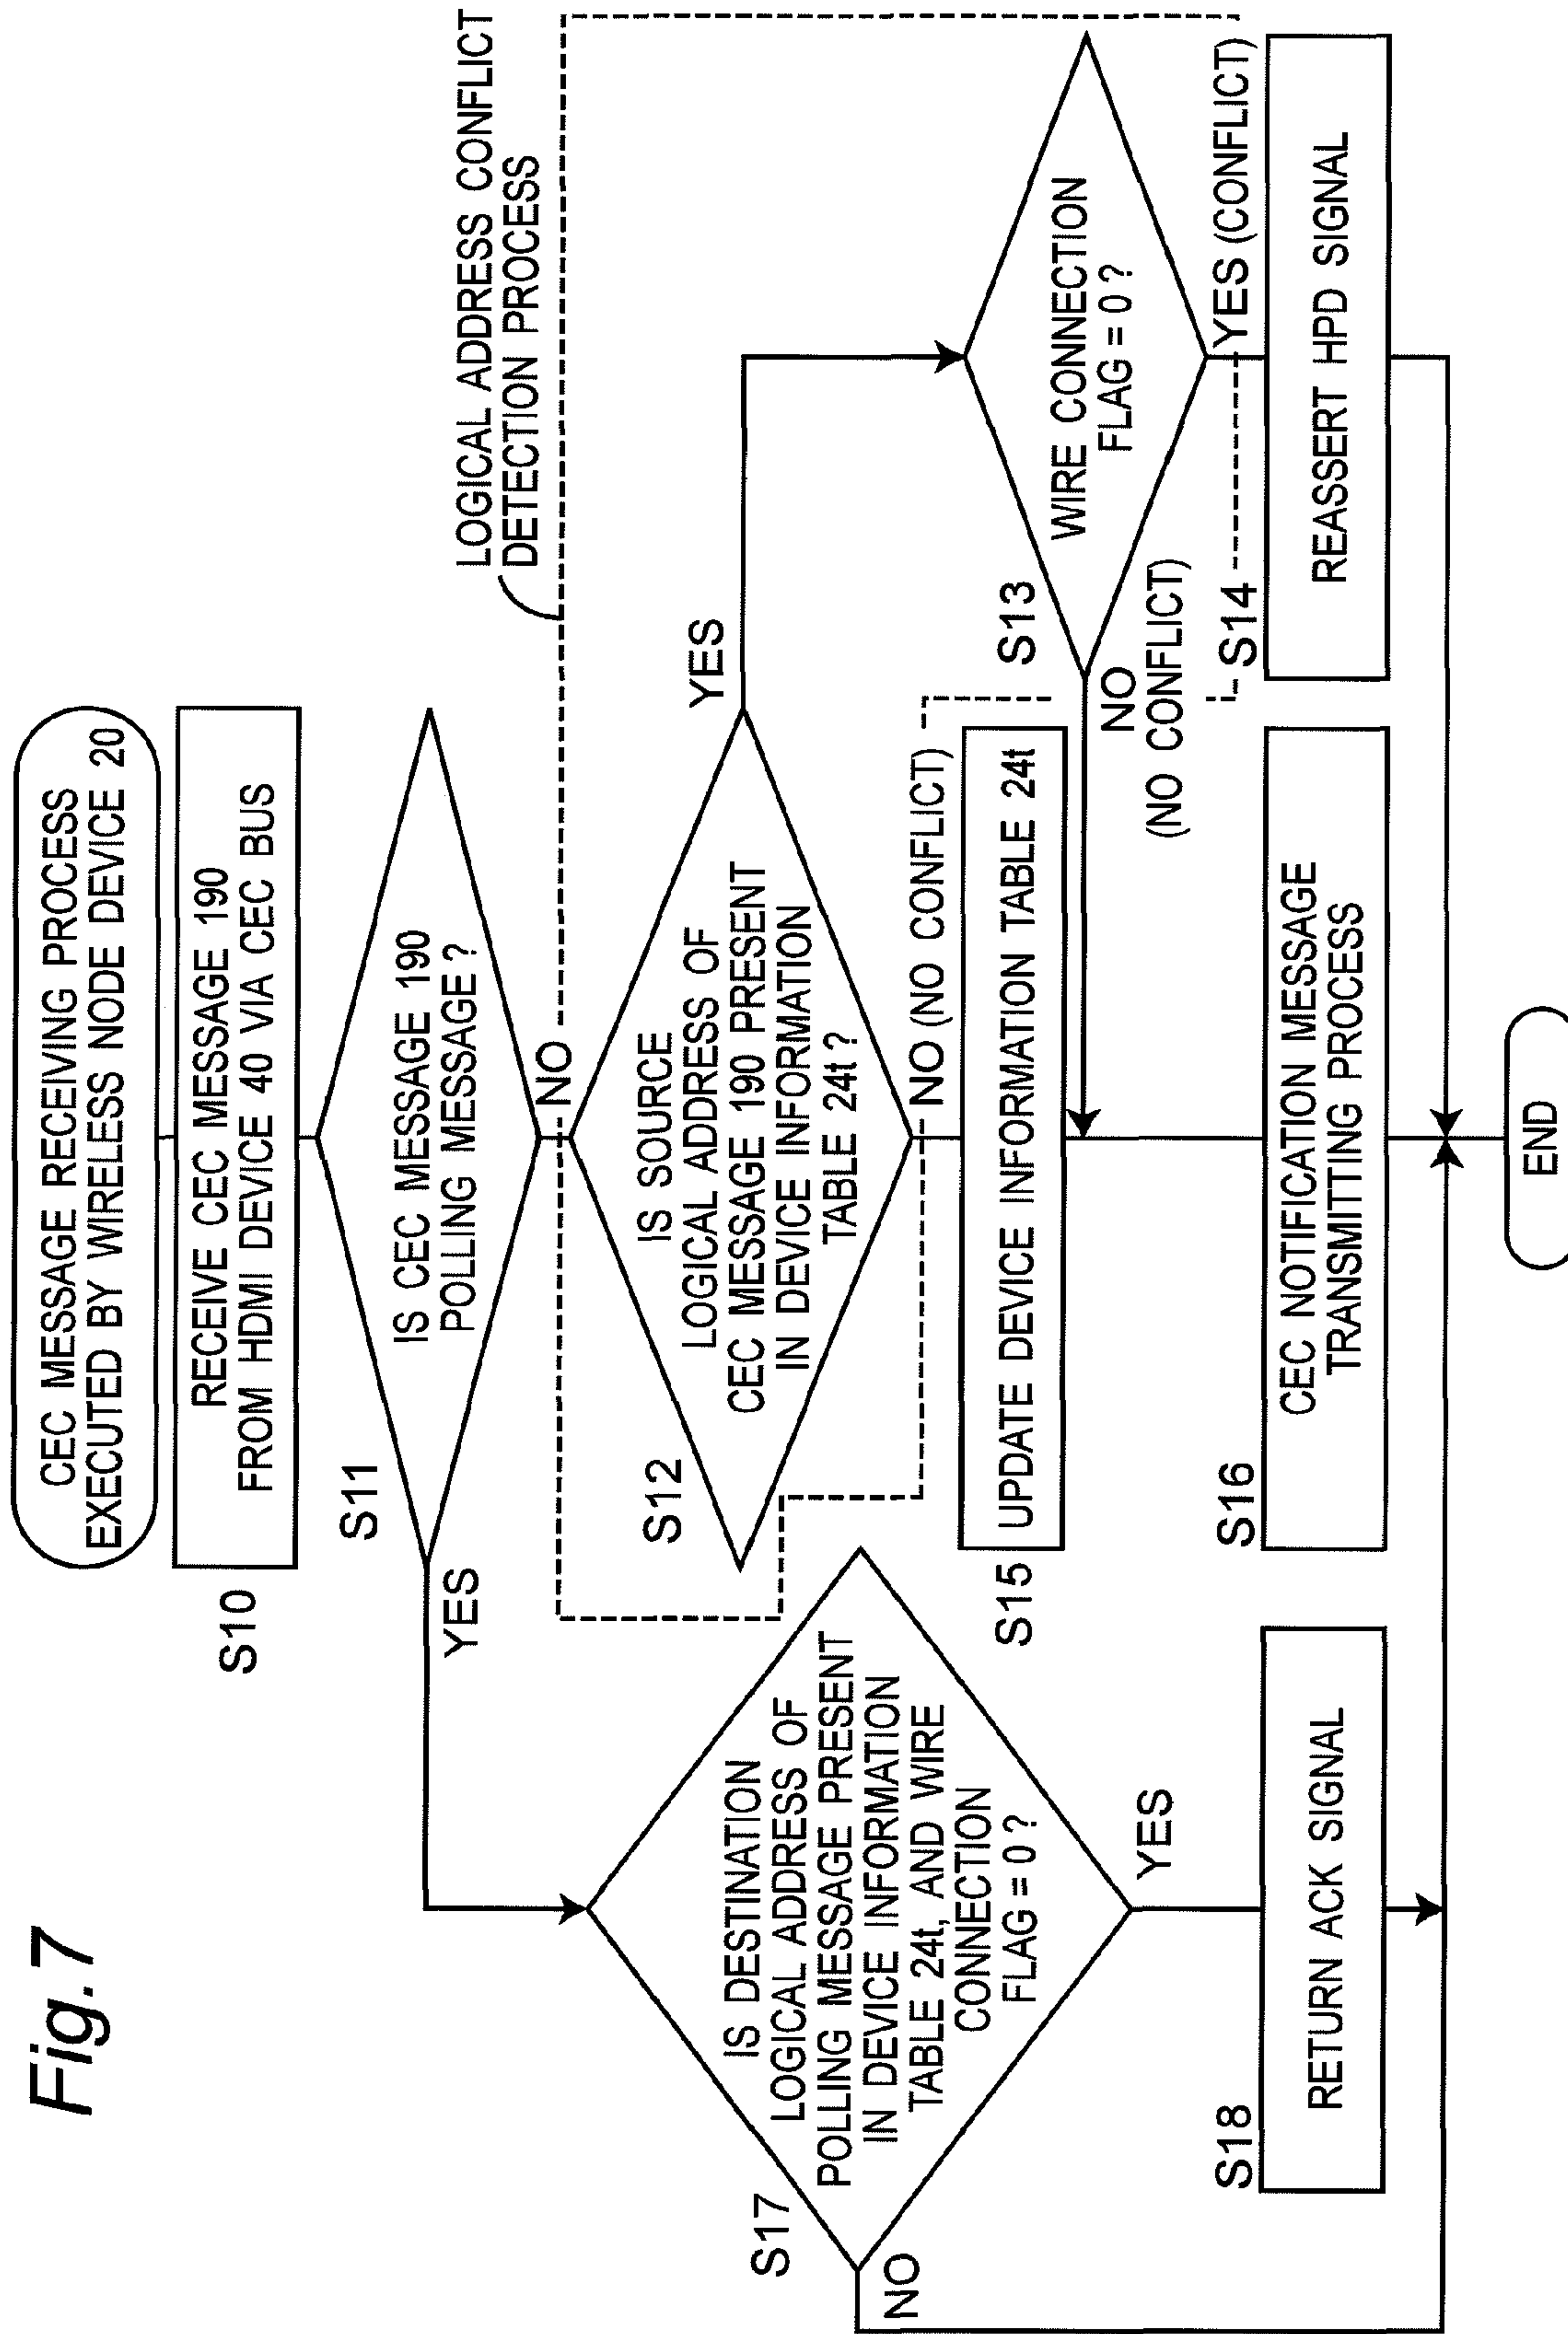 Fig.7
CEC MESSAGE RECEIVING PROCESS
EXECUTED BY WIRELESS NODE DEVICE 20
S10
RECEIVE CEC MESSAGE 190
FROM HDMI DEVICE 40 VIA CEC BUS
S11
IS CEC MESSAGE 190
POLLING MESSAGE ?
YES
NO
LOGICAL ADDRESS CONFLICT
DETECTION PROCESS
S12
IS SOURCE
LOGICAL ADDRESS OF
CEC MESSAGE 190 PRESENT
IN DEVICE INFORMATION
TABLE 24t ?
YES
NO (NO CONFLICT)
S13
WIRE CONNECTION
FLAG = 0 ?
NO
(NO CONFLICT)
YES (CONFLICT)
S14
REASSERT HPD SIGNAL
S15
UPDATE DEVICE INFORMATION TABLE 24t
S16
CEC NOTIFICATION MESSAGE
TRANSMITTING PROCESS
S17
IS DESTINATION
LOGICAL ADDRESS OF
POLLING MESSAGE PRESENT
IN DEVICE INFORMATION
TABLE 24t, AND WIRE
CONNECTION
FLAG = 0 ?
NO
YES
S18
RETURN ACK SIGNAL
END